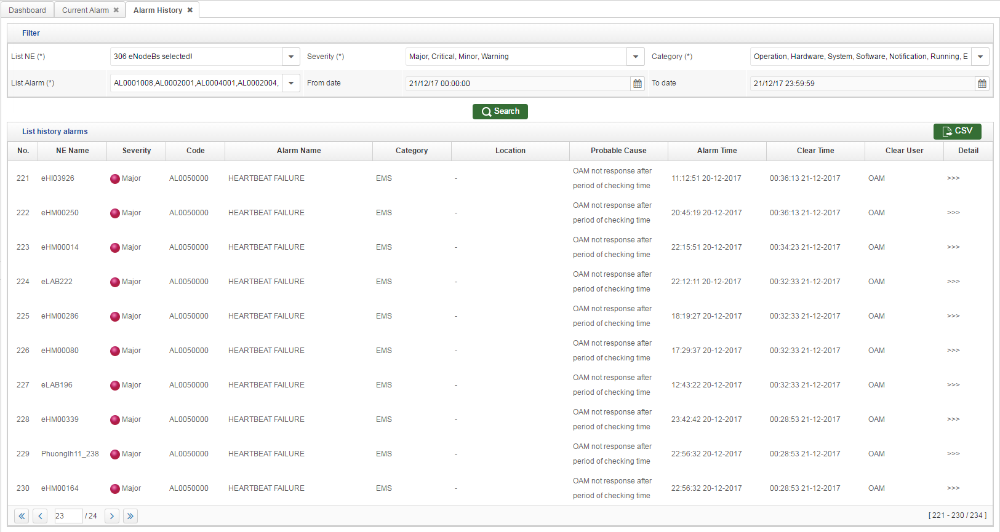 Dashboard Current Alarm ✖ Alarm History ✖
Filter
List NE (*) 306 eNodeBs selected! Severity (*) Major, Critical, Minor, Warning Category (*) Operation, Hardware, System, Software, Notification, Running, E
List Alarm (*) AL0001008,AL0002001,AL0004001,AL0002004, From date 21/12/17 00:00:00 To date 21/12/17 23:59:59
Search
List history alarms CSV
No. NE Name Severity Code Alarm Name Category Location Probable Cause Alarm Time Clear Time Clear User Detail
221 eHI03926 Major AL0050000 HEARTBEAT FAILURE EMS - OAM not response after period of checking time 11:12:51 20-12-2017 00:36:13 21-12-2017 OAM >>>
222 eHM00250 Major AL0050000 HEARTBEAT FAILURE EMS - OAM not response after period of checking time 20:45:19 20-12-2017 00:36:13 21-12-2017 OAM >>>
223 eHM00014 Major AL0050000 HEARTBEAT FAILURE EMS - OAM not response after period of checking time 22:15:51 20-12-2017 00:34:23 21-12-2017 OAM >>>
224 eLAB222 Major AL0050000 HEARTBEAT FAILURE EMS - OAM not response after period of checking time 22:12:11 20-12-2017 00:32:33 21-12-2017 OAM >>>
225 eHM00286 Major AL0050000 HEARTBEAT FAILURE EMS - OAM not response after period of checking time 18:19:27 20-12-2017 00:32:33 21-12-2017 OAM >>>
226 eHM00080 Major AL0050000 HEARTBEAT FAILURE EMS - OAM not response after period of checking time 17:29:37 20-12-2017 00:32:33 21-12-2017 OAM >>>
227 eLAB196 Major AL0050000 HEARTBEAT FAILURE EMS - OAM not response after period of checking time 12:43:22 20-12-2017 00:32:33 21-12-2017 OAM >>>
228 eHM00339 Major AL0050000 HEARTBEAT FAILURE EMS - OAM not response after period of checking time 23:42:42 20-12-2017 00:28:53 21-12-2017 OAM >>>
229 Phuonglh11_238 Major AL0050000 HEARTBEAT FAILURE EMS - OAM not response after period of checking time 22:56:32 20-12-2017 00:28:53 21-12-2017 OAM >>>
230 eHM00164 Major AL0050000 HEARTBEAT FAILURE EMS - OAM not response after period of checking time 22:56:32 20-12-2017 00:28:53 21-12-2017 OAM >>>
« ‹ 23 / 24 › » [ 221 - 230 / 234 ]